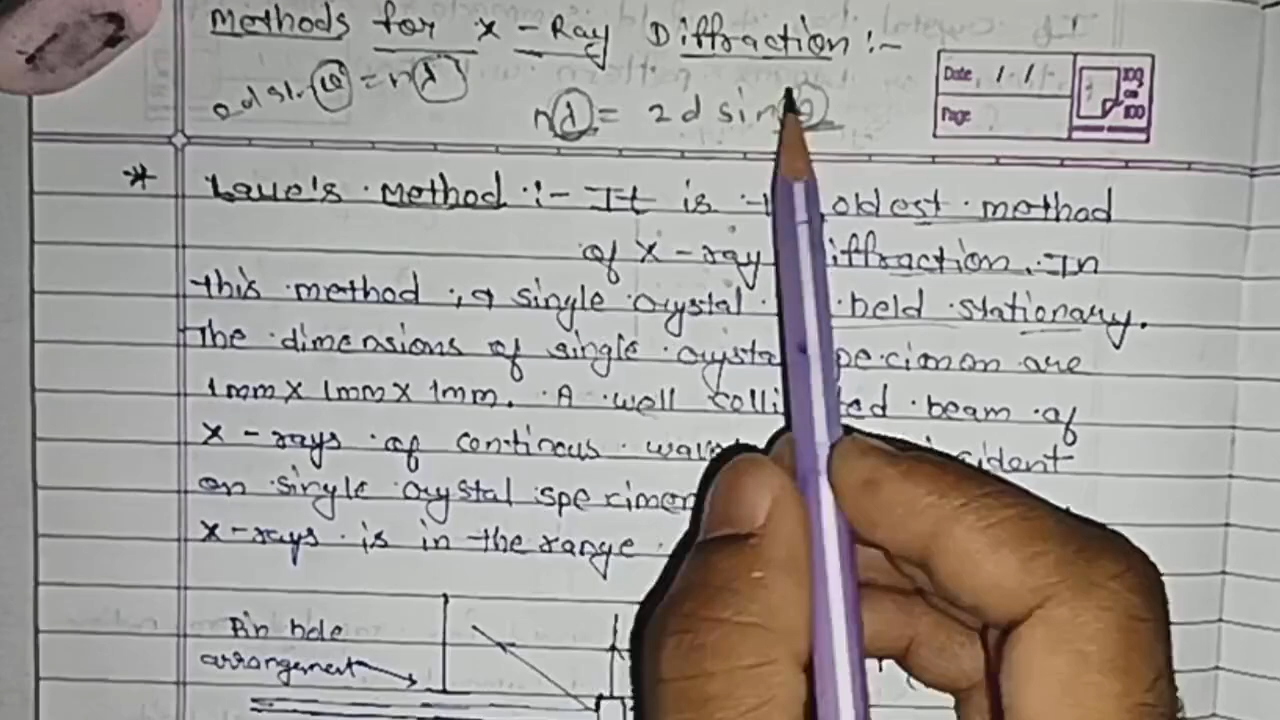 Methods for X-Ray Diffraction :-
2d sin θ = nλ
nλ = 2d sin θ
Date / /
Page
* Laue's method :- It is oldest method
of X-ray iffraction. In
this method, a single crystal held stationary.
The dimensions of single crysta pecimen are
1mm X 1mm X 1mm. A well colli ted beam of
X-rays of continous wave cident
on single crystal specimen
X-rays is in the range
Pin hole
arrangement